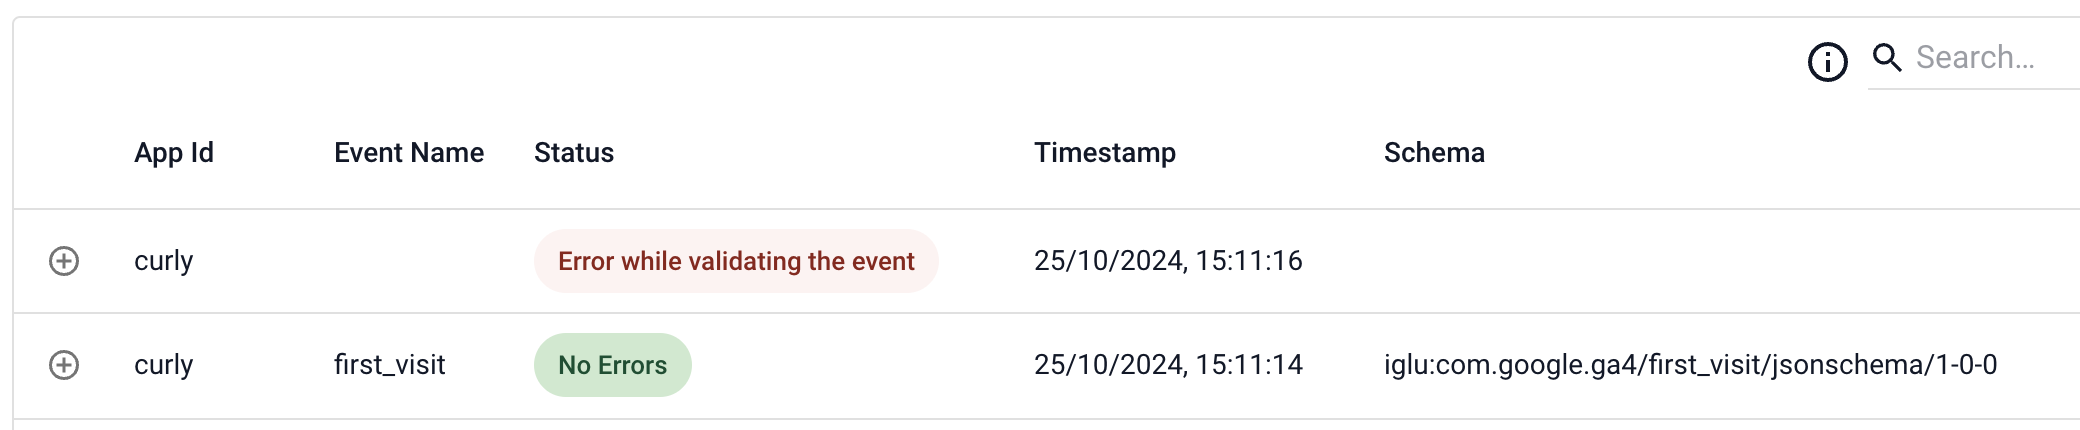 Search...
App Id Event Name Status Timestamp Schema
curly Error while validating the event 25/10/2024, 15:11:16
curly first_visit No Errors 25/10/2024, 15:11:14 iglu:com.google.ga4/first_visit/jsonschema/1-0-0